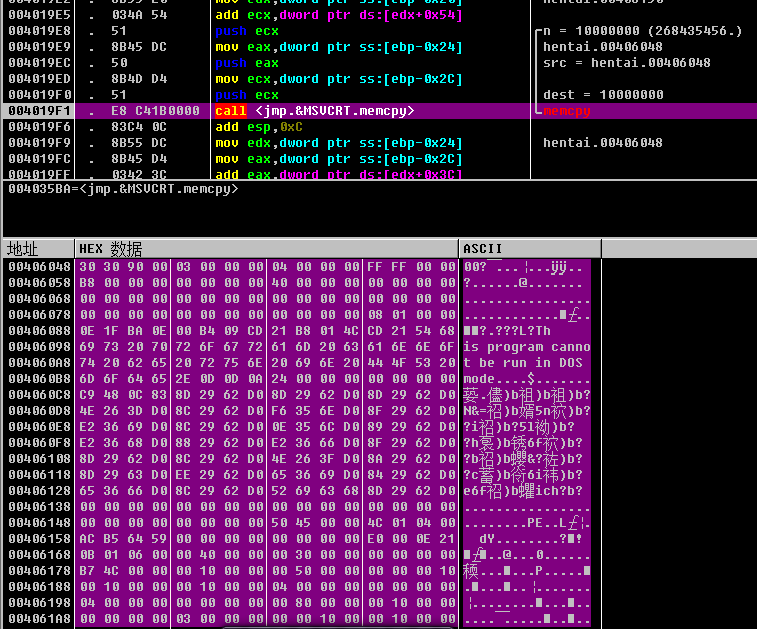 004019E5 . 034A 54 add ecx,dword ptr ds:[edx+0x54]
004019E8 . 51 push ecx n = 10000000 (268435456.)
004019E9 . 8B45 DC mov eax,dword ptr ss:[ebp-0x24] hentai.00406048
004019EC . 50 push eax src = hentai.00406048
004019ED . 8B4D D4 mov ecx,dword ptr ss:[ebp-0x2C]
004019F0 . 51 push ecx dest = 10000000
004019F1 . E8 C41B0000 call <jmp.&MSVCRT.memcpy> memcpy
004019F6 . 83C4 0C add esp,0xC
004019F9 . 8B55 DC mov edx,dword ptr ss:[ebp-0x24] hentai.00406048
004019FC . 8B45 D4 mov eax,dword ptr ss:[ebp-0x2C]
004019FF . 0342 3C add eax,dword ptr ds:[edx+0x3C]
004035BA=<jmp.&MSVCRT.memcpy>
地址 HEX 数据 ASCII
00406048 30 30 90 00 03 00 00 00 04 00 00 00 FF FF 00 00
00406058 B8 00 00 00 00 00 00 00 40 00 00 00 00 00 00 00 ?.......@.......
00406068 00 00 00 00 00 00 00 00 00 00 00 00 00 00 00 00 ................
00406078 00 00 00 00 00 00 00 00 00 00 00 00 08 01 00 00
00406088 0E 1F BA 0E 00 B4 09 CD 21 B8 01 4C CD 21 54 68
00406098 69 73 20 70 72 6F 67 72 61 6D 20 63 61 6E 6E 6F is program canno
004060A8 74 20 62 65 20 72 75 6E 20 69 6E 20 44 4F 53 20 t be run in DOS
004060B8 6D 6F 64 65 2E 0D 0D 0A 24 00 00 00 00 00 00 00 mode....$.......
004060C8 C9 48 0C 83 8D 29 62 D0 8D 29 62 D0 8D 29 62 D0
004060D8 4E 26 3D D0 8C 29 62 D0 F6 35 6E D0 8F 29 62 D0
004060E8 E2 36 69 D0 8C 29 62 D0 0E 35 6C D0 89 29 62 D0
004060F8 E2 36 68 D0 88 29 62 D0 E2 36 66 D0 8F 29 62 D0
00406108 8D 29 62 D0 8C 29 62 D0 4E 26 3F D0 8A 29 62 D0
00406118 8D 29 63 D0 EE 29 62 D0 65 36 69 D0 84 29 62 D0
00406128 65 36 66 D0 8C 29 62 D0 52 69 63 68 8D 29 62 D0
00406138 00 00 00 00 00 00 00 00 00 00 00 00 00 00 00 00 ................
00406148 00 00 00 00 00 00 00 00 50 45 00 00 4C 01 04 00
00406158 AC B5 64 59 00 00 00 00 00 00 00 00 E0 00 0E 21
00406168 0B 01 06 00 00 40 00 00 00 30 00 00 00 00 00 00
00406178 B7 4C 00 00 00 10 00 00 00 50 00 00 00 00 00 10
00406188 00 10 00 00 00 10 00 00 04 00 00 00 00 00 00 00
00406198 04 00 00 00 00 00 00 00 00 80 00 00 00 10 00 00
004061A8 00 00 00 00 03 00 00 00 00 00 10 00 00 10 00 00